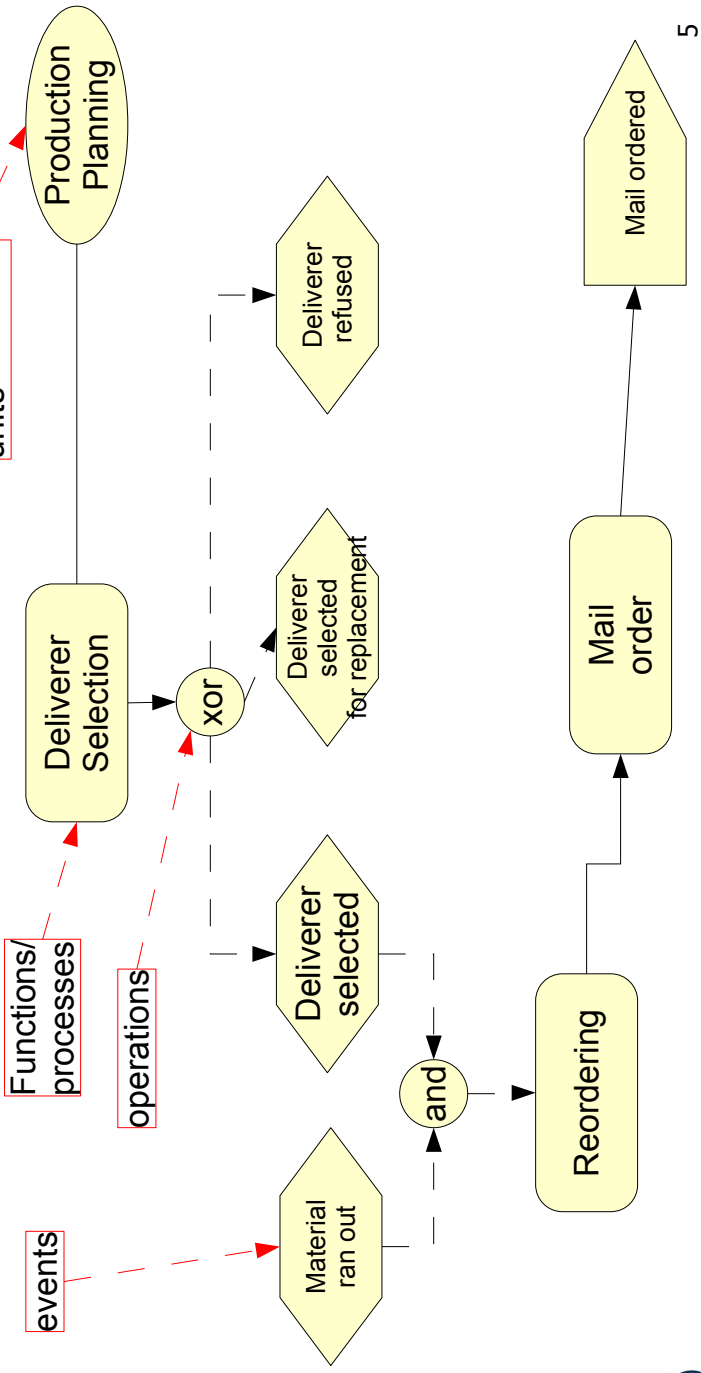 Production
Planning
Deliverer
Selection
Functions/
processes
operations
xor
events
Material
ran out
Deliverer
selected
Deliverer
selected
for replacement
Deliverer
refused
and
Reordering
Mail
order
Mail ordered
5